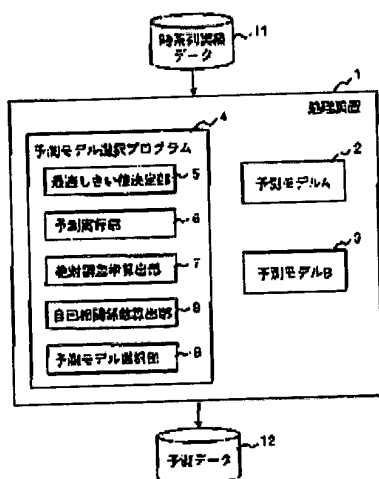 時系列実績
データ
11
1
処理装置
4
予測モデル選択プログラム
最適しきい値決定部
5
2
予測モデルA
予測実行部
6
絶対誤差率算出部
7
3
予測モデルB
自己相関係数算出部
8
予測モデル選択部
9
12
予測データ